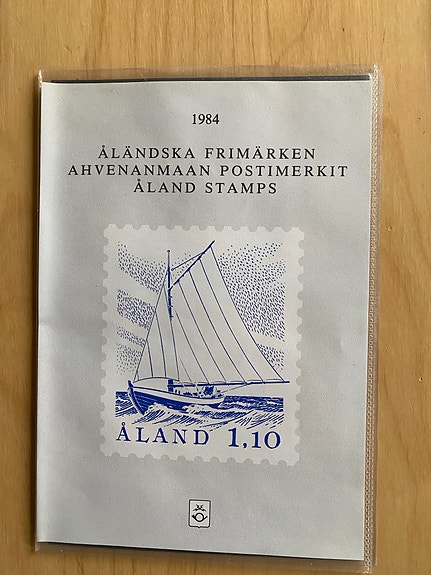 1984
ÅLÄNDSKA FRIMÄRKEN
AHVENANMAAN POSTIMERKIT
ÅLAND STAMPS
ÅLAND 1,10